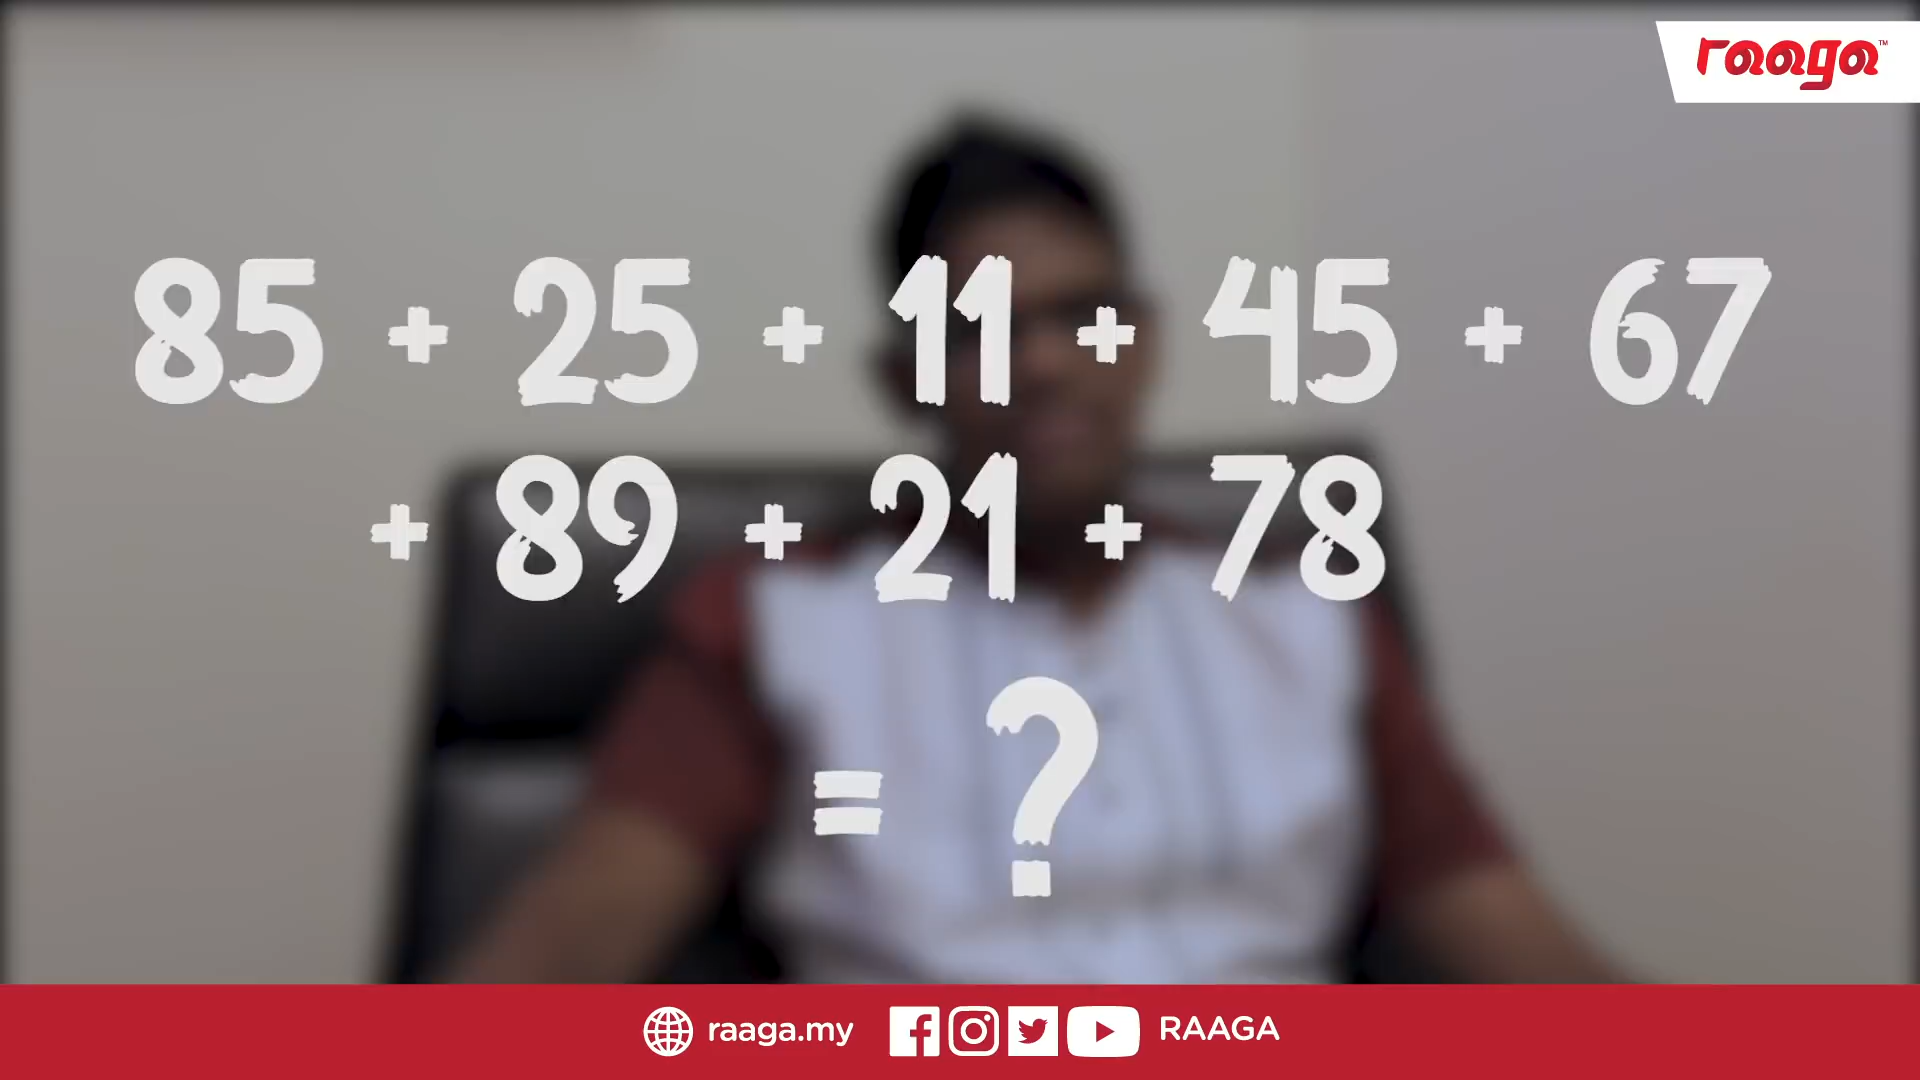 raaga™
85 + 25 + 11 + 45 + 67
+ 89 + 21 + 78
= ?
raaga.my RAAGA